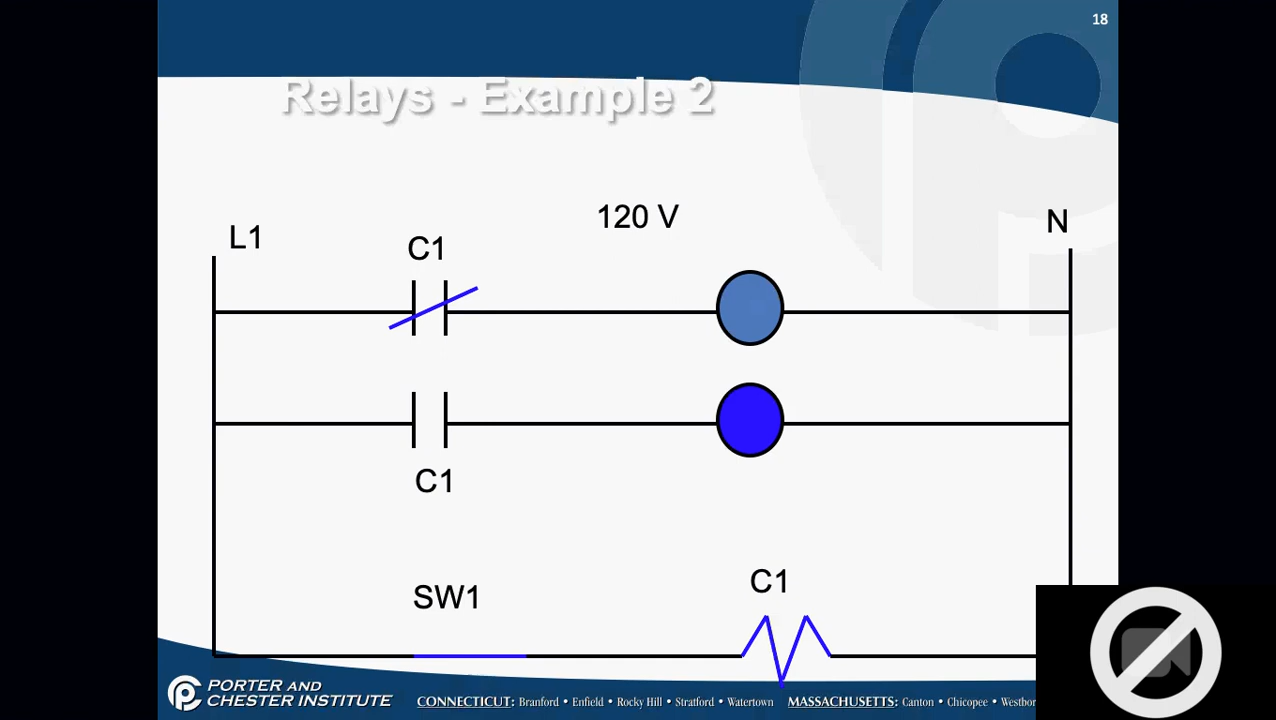 18
Relays - Example 2
120 V
L1
N
C1
C1
SW1
C1
PORTER AND
CHESTER INSTITUTE
CONNECTICUT: Branford • Enfield • Rocky Hill • Stratford • Watertown MASSACHUSETTS: Canton • Chicopee •